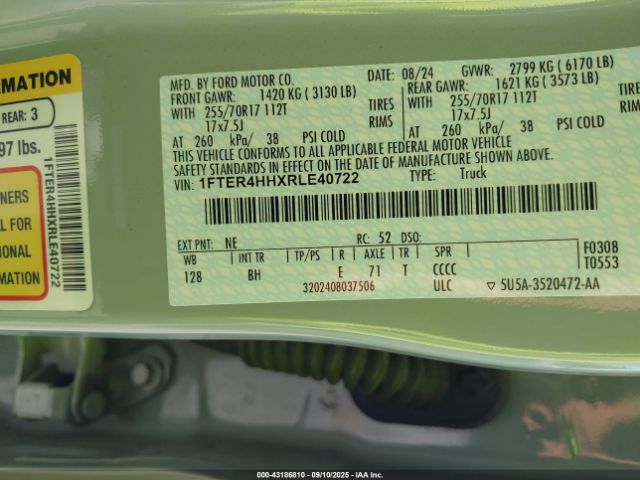 RMATION
REAR: 3
97 lbs.
NERS
L FOR
ONAL
RMATION
1FTER4HHXRLE40722
MFD. BY FORD MOTOR CO.
DATE: 08/24 GVWR: 2799 KG ( 6170 LB)
FRONT GAWR: 1420 KG ( 3130 LB)
REAR GAWR: 1621 KG ( 3573 LB)
WITH 255/70R17 112T TIRES
WITH 255/70R17 112T TIRES
17x7.5J RIMS
17x7.5J RIMS
AT 260 kPa/ 38 PSI COLD
AT 260 kPa/ 38 PSI COLD
THIS VEHICLE CONFORMS TO ALL APPLICABLE FEDERAL MOTOR VEHICLE
SAFETY STANDARDS IN EFFECT ON THE DATE OF MANUFACTURE SHOWN ABOVE.
VIN: 1FTER4HHXRLE40722
TYPE: Truck
EXT PNT: NE RC: 52 DSO:
WB INT TR TP/PS R AXLE TR SPR
128 BH E 71 T CCCC
F0308
T0553
3202408037506 ULC ▽ 5U5A-3520472-AA
000-43186810 - 09/10/2025 - IAA Inc.